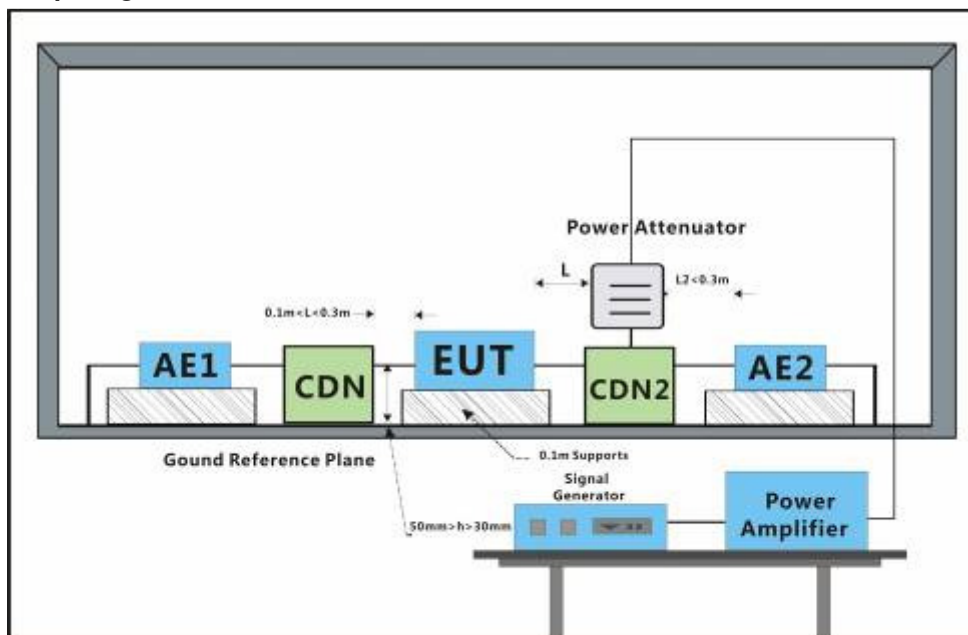 Power Attenuator
L
L2<0.3m
0.1m<L<0.3m
AE1
CDN
EUT
CDN2
AE2
Gound Reference Plane
0.1m Supports
Signal
Generator
Power
Amplifier
50mm>h>30mm